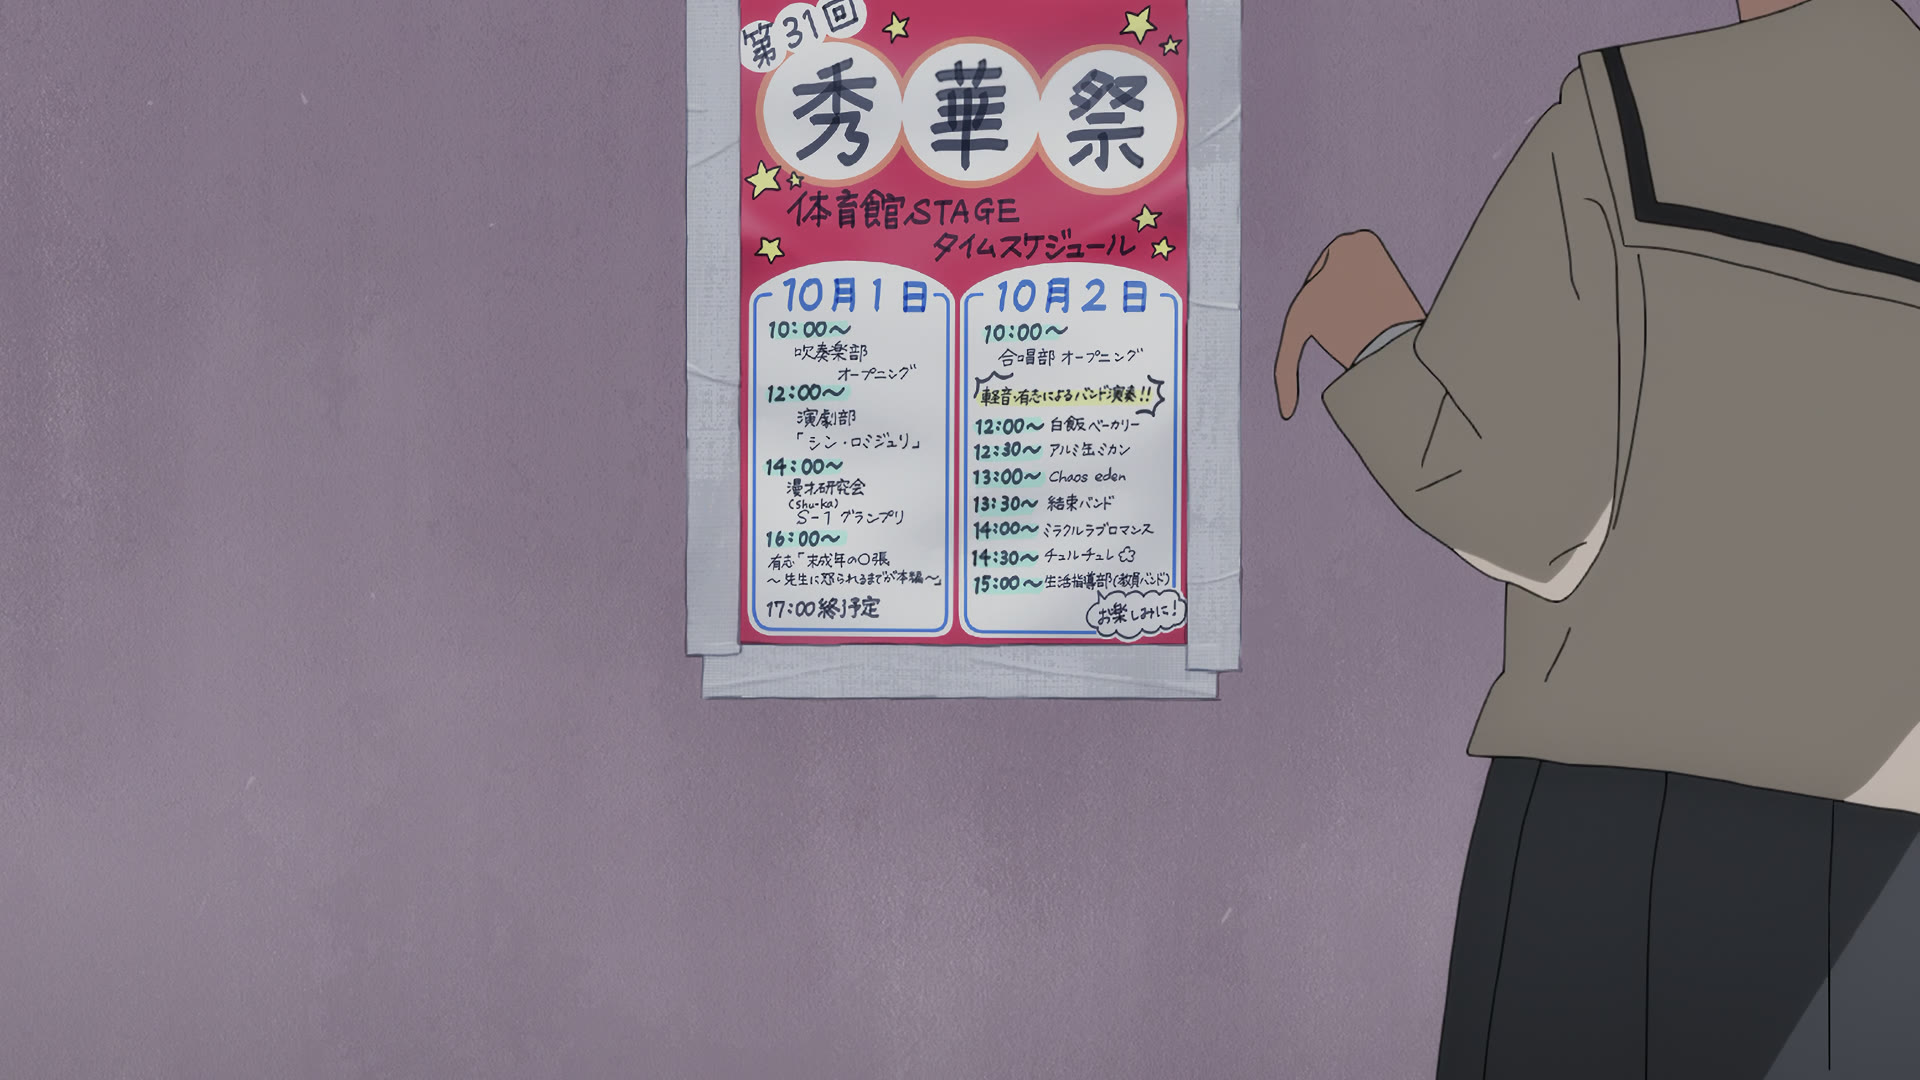 第31回
秀華祭
体育館STAGE
タイムスケジュール
10月1日
10:00〜
吹奏楽部
オープニング
12:00〜
演劇部
「シン・ロミジュリ」
14:00〜
漫才研究会
(shu-ka)
S-1グランプリ
16:00〜
有志「未成年の〇張
〜先生に怒られるまでが本編〜」
17:00終了予定
10月2日
10:00〜
合唱部 オープニング
軽音・有志によるバンド演奏!!
12:00〜 白飯ベーカリー
12:30〜 アルミ缶ミカン
13:00〜 Chaos eden
13:30〜 結束バンド
14:00〜 ミラクルラブロマンス
14:30〜 チュルチュレ
15:00〜 生活指導部(教員バンド)
お楽しみに!